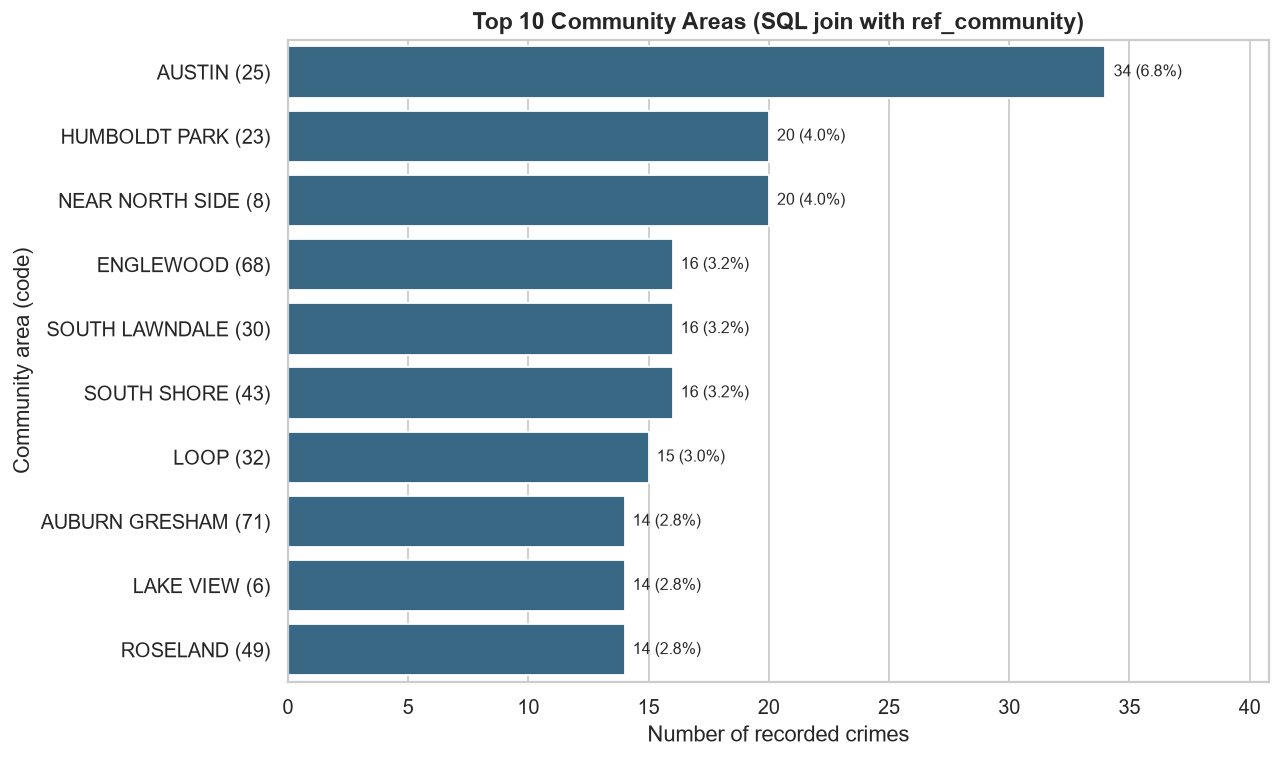 Top 10 Community Areas (SQL join with ref_community)
Community area (code)
AUSTIN (25) 34 (6.8%)
HUMBOLDT PARK (23) 20 (4.0%)
NEAR NORTH SIDE (8) 20 (4.0%)
ENGLEWOOD (68) 16 (3.2%)
SOUTH LAWNDALE (30) 16 (3.2%)
SOUTH SHORE (43) 16 (3.2%)
LOOP (32) 15 (3.0%)
AUBURN GRESHAM (71) 14 (2.8%)
LAKE VIEW (6) 14 (2.8%)
ROSELAND (49) 14 (2.8%)
0 5 10 15 20 25 30 35 40
Number of recorded crimes